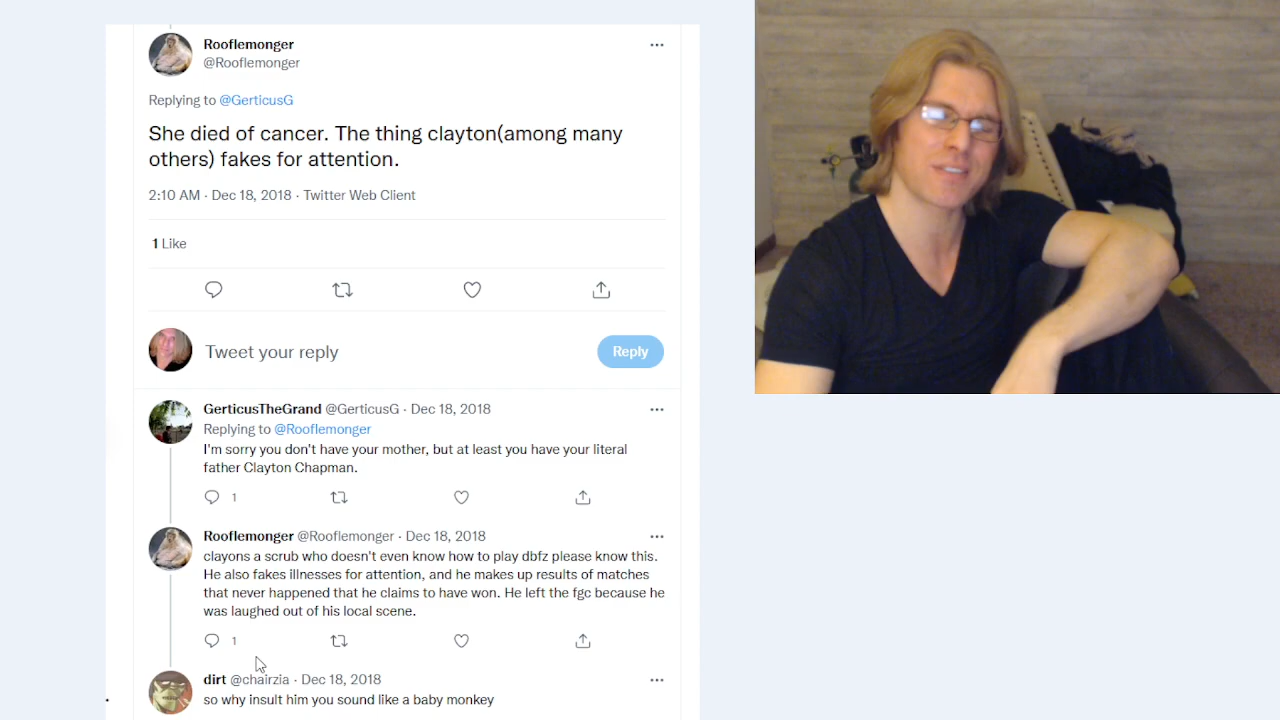 Rooflemonger
@Rooflemonger
Replying to @GerticusG
She died of cancer. The thing clayton(among many
others) fakes for attention.
2:10 AM · Dec 18, 2018 · Twitter Web Client
1 Like
Tweet your reply
Reply
GerticusTheGrand @GerticusG · Dec 18, 2018
Replying to @Rooflemonger
I'm sorry you don't have your mother, but at least you have your literal
father Clayton Chapman.
1
Rooflemonger @Rooflemonger · Dec 18, 2018
clayons a scrub who doesn't even know how to play dbfz please know this.
He also fakes illnesses for attention, and he makes up results of matches
that never happened that he claims to have won. He left the fgc because he
was laughed out of his local scene.
1
dirt @chairzia · Dec 18, 2018
so why insult him you sound like a baby monkey